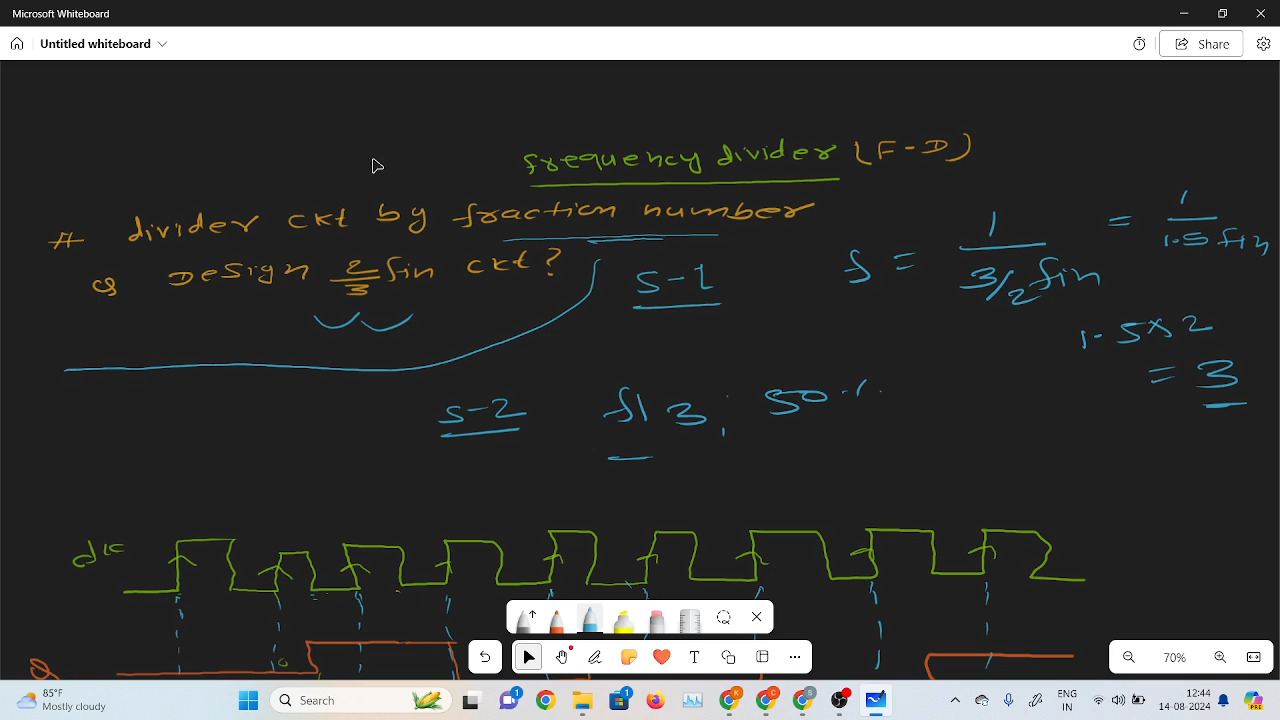 Microsoft Whiteboard
Untitled whiteboard
Share
frequency divider (F-D)
# divider ckt by fraction number
Design 2/3 fin ckt?
S-1
f = 1 / 3/2 fin = 1 / 1.5 fin
1.5 x 2
= 3
S-2 f/3; 50%
clk
Q
0
70%
85°F
Mostly cloudy
Search
ENG
IN
12:44
14-08-2024